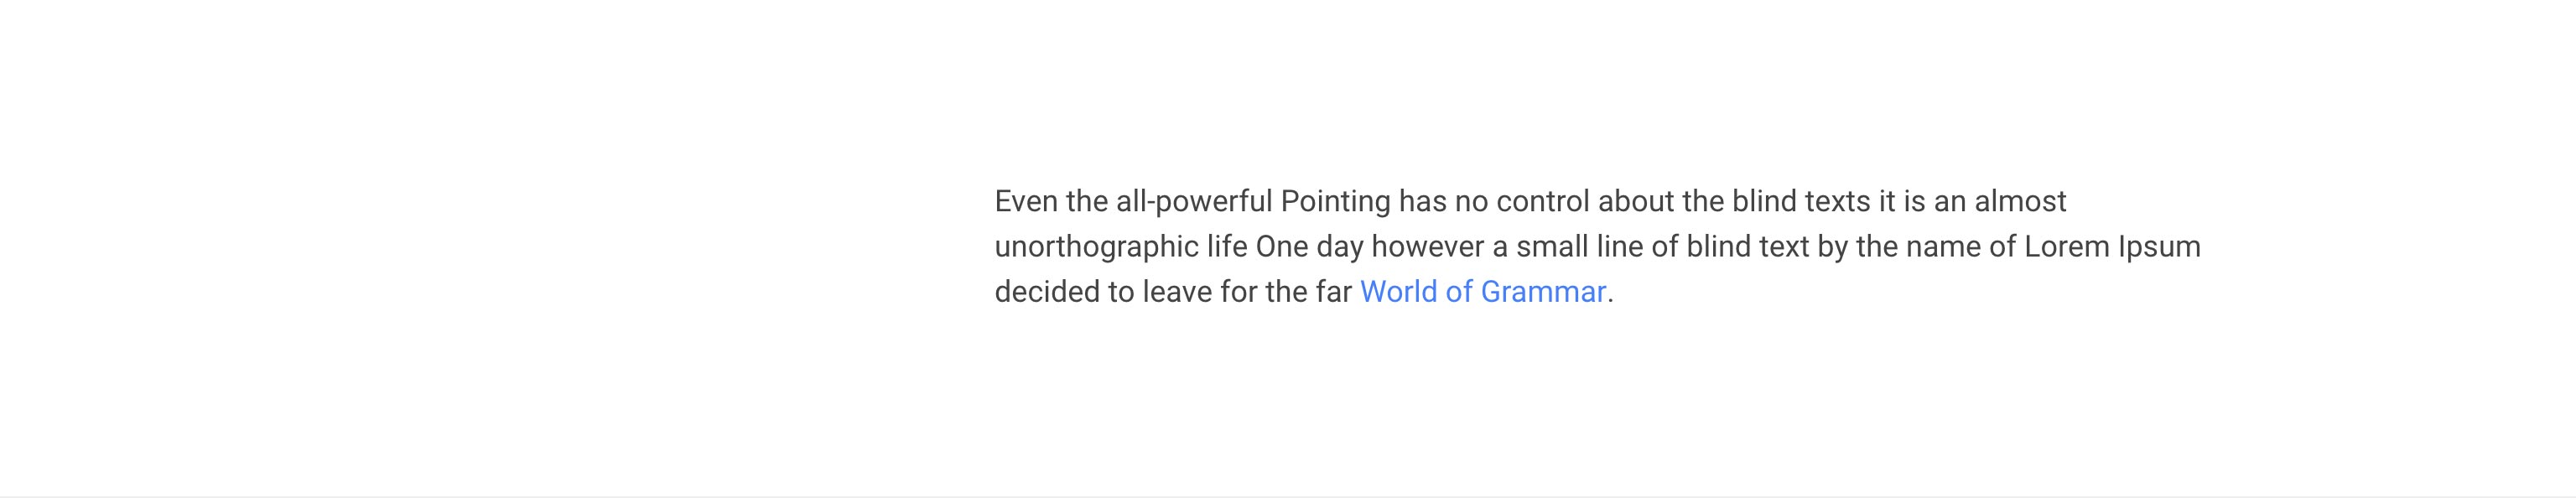 Even the all-powerful Pointing has no control about the blind texts it is an almost
unorthographic life One day however a small line of blind text by the name of Lorem Ipsum
decided to leave for the far World of Grammar.